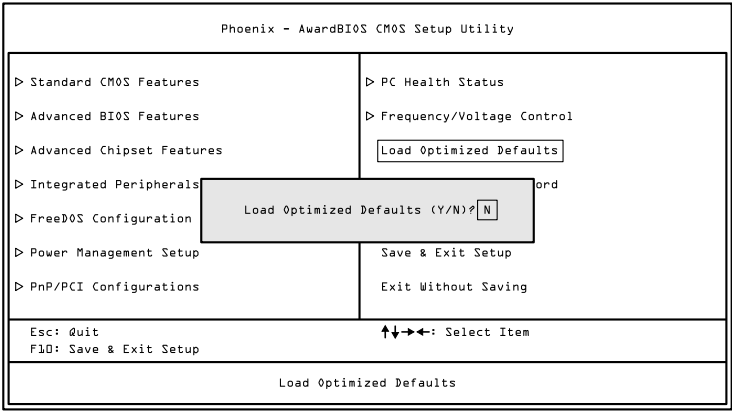 Phoenix - AwardBIOS CMOS Setup Utility
Standard CMOS Features
Advanced BIOS Features
Advanced Chipset Features
Integrated Peripherals
FreeDOS Configuration
Power Management Setup
PnP/PCI Configurations
PC Health Status
Frequency/Voltage Control
Load Optimized Defaults
ord
Load Optimized Defaults (Y/N)? N
Save & Exit Setup
Exit Without Saving
Esc: Quit
F10: Save & Exit Setup
↑↓→←: Select Item
Load Optimized Defaults